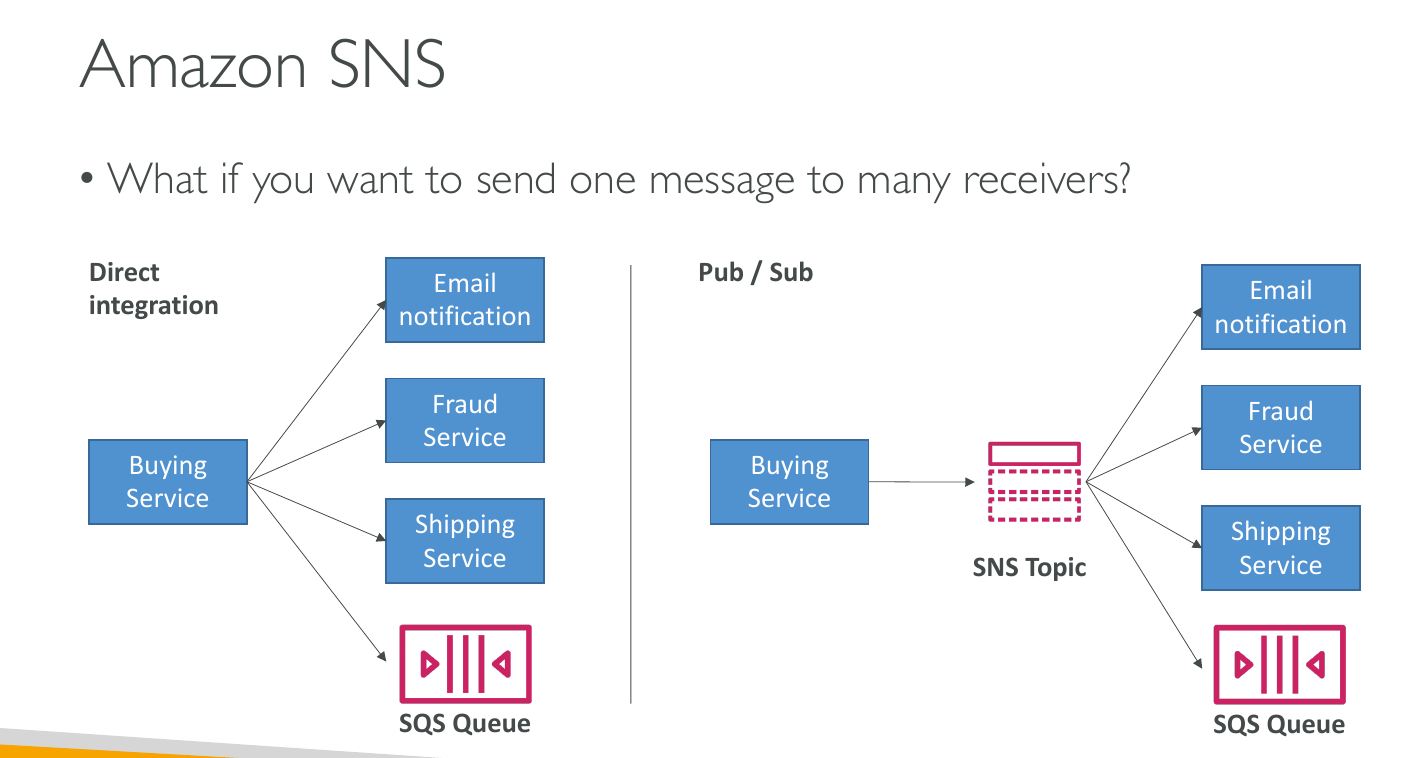 Amazon SNS
• What if you want to send one message to many receivers?
Direct
integration
Email
notification
Fraud
Service
Buying
Service
Shipping
Service
SQS Queue
Pub / Sub
Email
notification
Fraud
Service
Buying
Service
SNS Topic
Shipping
Service
SQS Queue